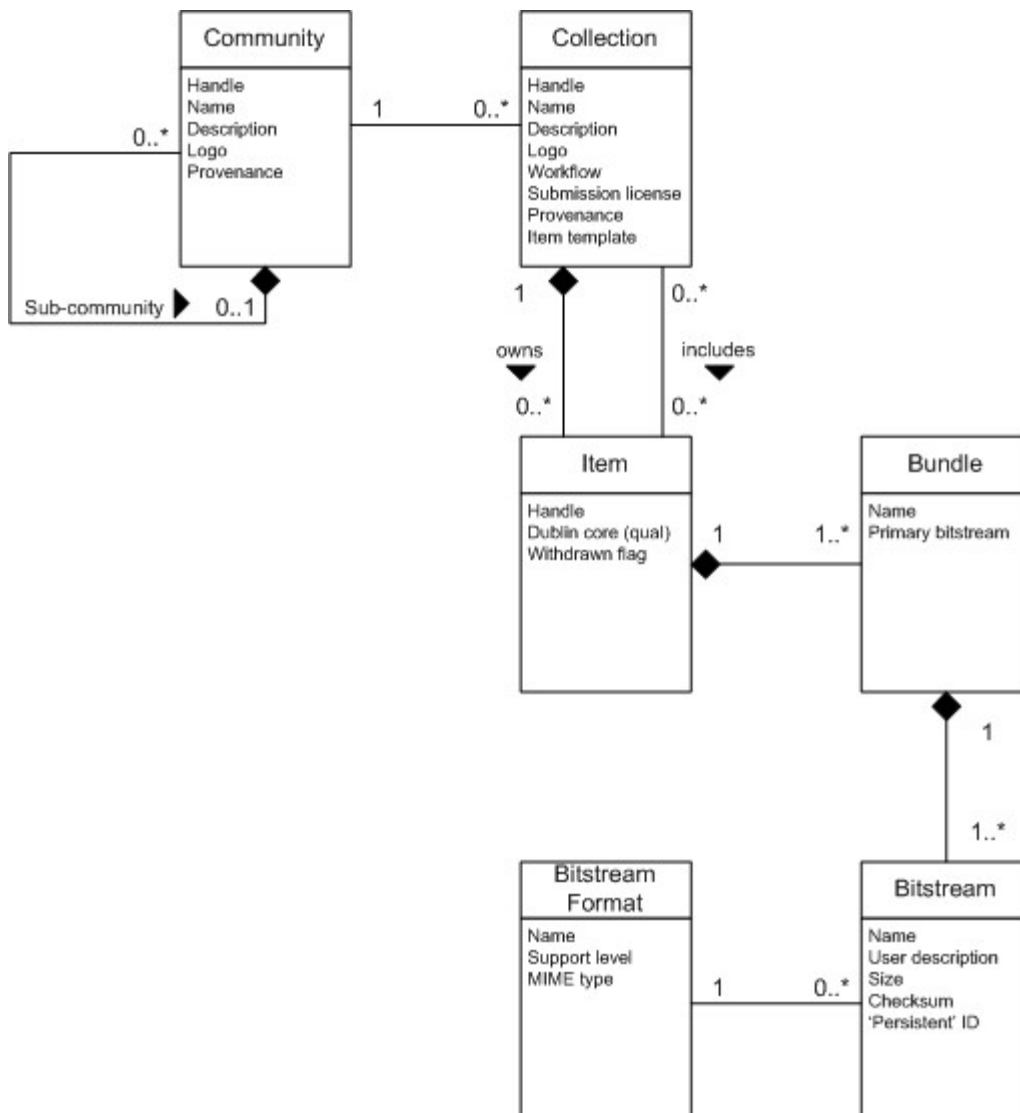 Community
Handle
Name
Description
Logo
Provenance
1
0..*
Collection
Handle
Name
Description
Logo
Workflow
Submission license
Provenance
Item template
0..*
Sub-community
0..1
1
0..*
owns
includes
0..*
0..*
Item
Handle
Dublin core (qual)
Withdrawn flag
1
1..*
Bundle
Name
Primary bitstream
1
1..*
Bitstream
Format
Name
Support level
MIME type
1
0..*
Bitstream
Name
User description
Size
Checksum
‘Persistent’ ID